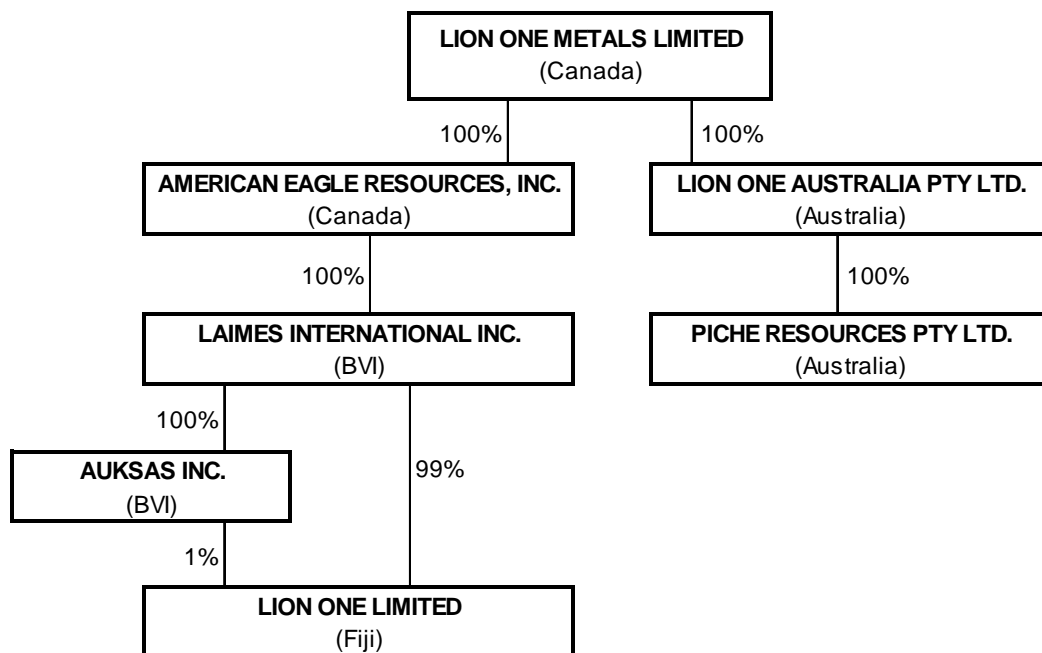 LION ONE METALS LIMITED
(Canada)
100%
100%
AMERICAN EAGLE RESOURCES, INC.
(Canada)
LION ONE AUSTRALIA PTY LTD.
(Australia)
100%
100%
LAIMES INTERNATIONAL INC.
(BVI)
PICHE RESOURCES PTY LTD.
(Australia)
100%
99%
AUKSAS INC.
(BVI)
1%
LION ONE LIMITED
(Fiji)